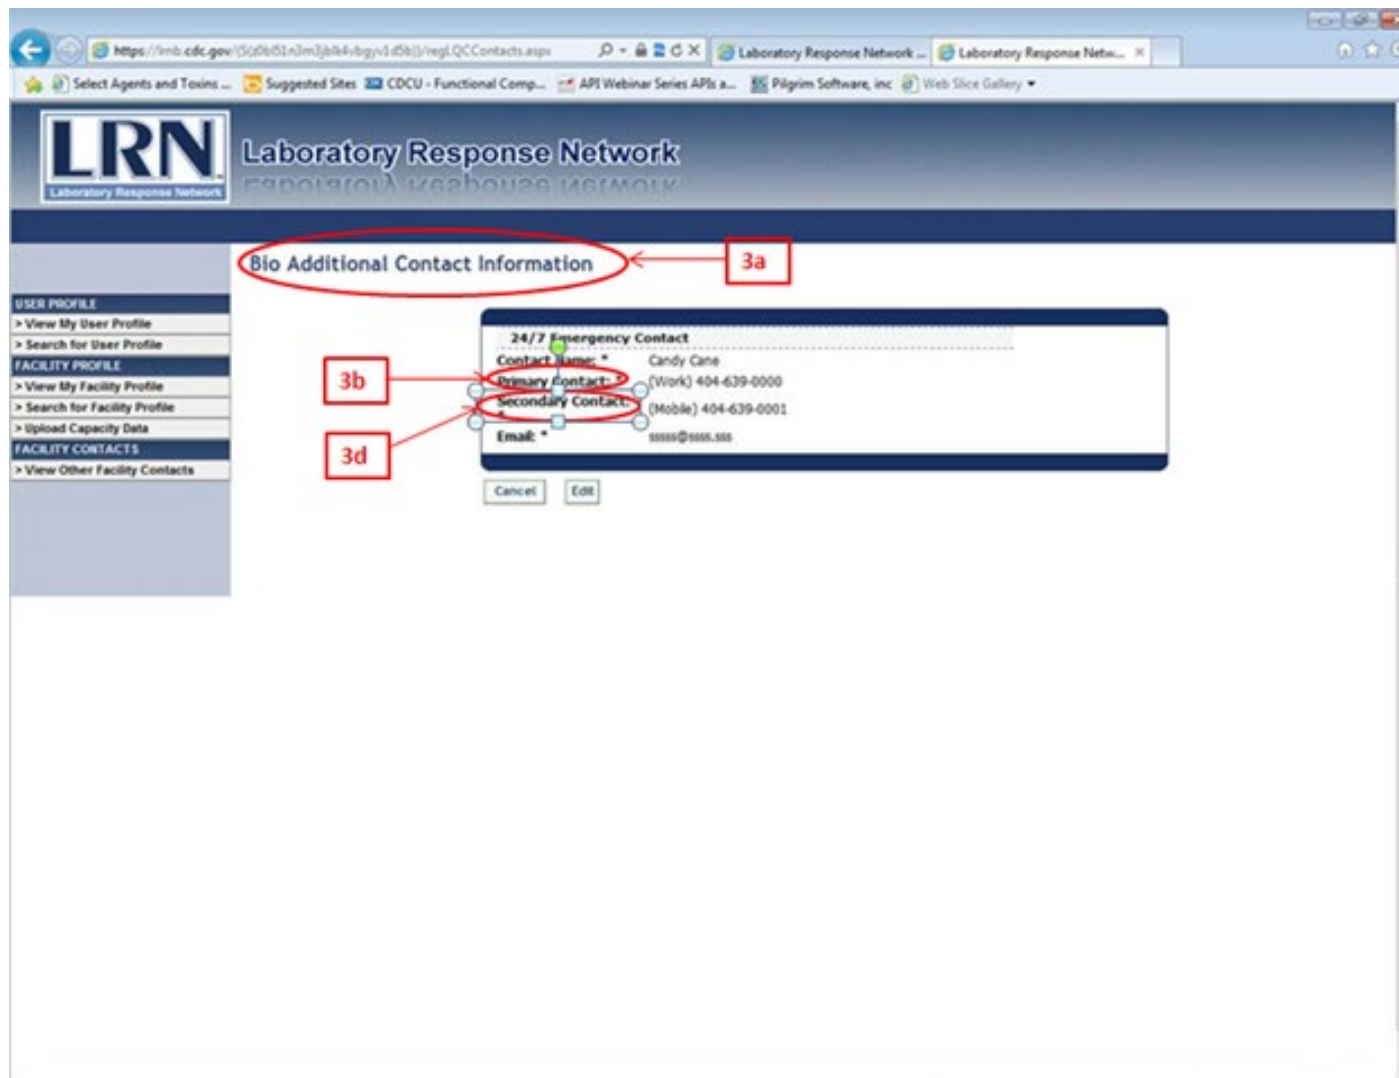 Laboratory Response Network ...
Laboratory Response Netw...
Select Agents and Toxins ...
Suggested Sites
CDCU - Functional Comp...
API Webinar Series APIs a...
Pilgrim Software, inc
Web Slice Gallery
LRN
Laboratory Response Network
Laboratory Response Network
Bio Additional Contact Information
3a
USER PROFILE
> View My User Profile
> Search for User Profile
FACILITY PROFILE
> View My Facility Profile
> Search for Facility Profile
> Upload Capacity Data
FACILITY CONTACTS
> View Other Facility Contacts
24/7 Emergency Contact
Contact Name: * Candy Cane
3b
Primary Contact: * (Work) 404-639-0000
Secondary Contact: * (Mobile) 404-639-0001
3d
Email: * sssss@ssss.sss
Cancel Edit